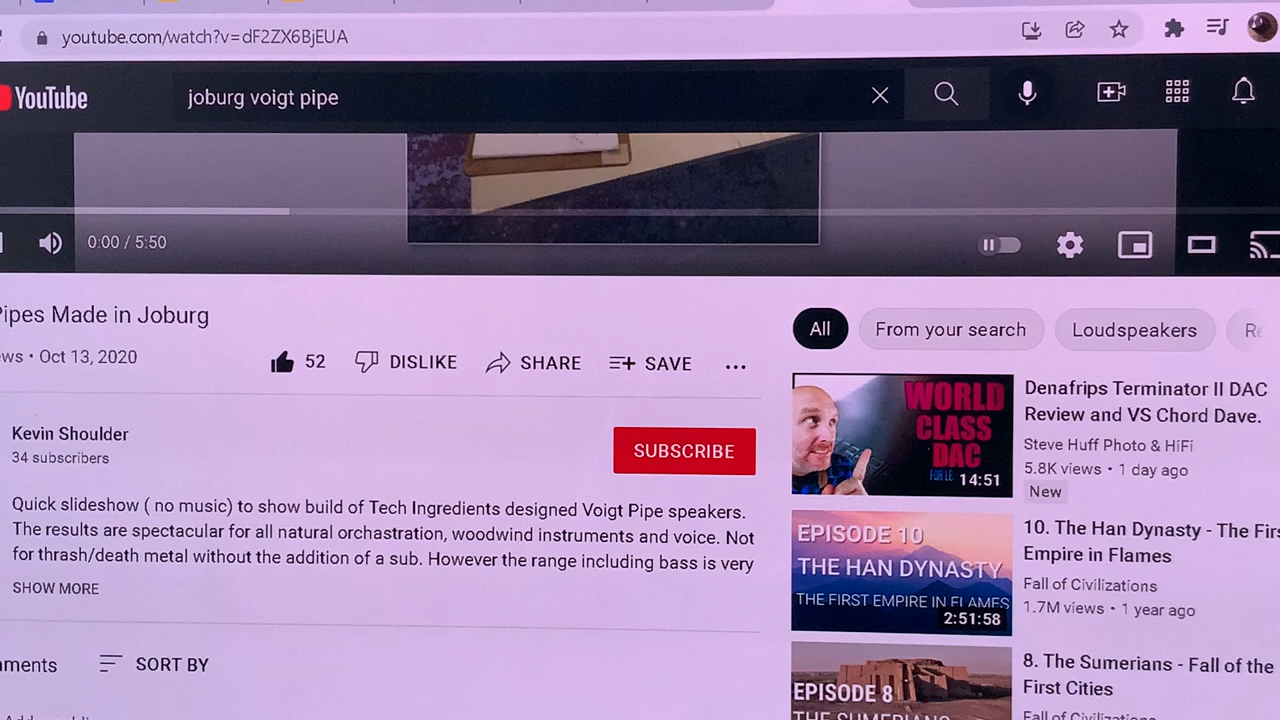 youtube.com/watch?v=dF2ZX6BjEUA
YouTube
joburg voigt pipe
0:00 / 5:50
Pipes Made in Joburg
ws • Oct 13, 2020
52
DISLIKE
SHARE
SAVE
Kevin Shoulder
34 subscribers
SUBSCRIBE
Quick slideshow ( no music) to show build of Tech Ingredients designed Voigt Pipe speakers.
The results are spectacular for all natural orchastration, woodwind instruments and voice. Not
for thrash/death metal without the addition of a sub. However the range including bass is very
SHOW MORE
SORT BY
All
From your search
Loudspeakers
Re
WORLD
CLASS
DAC
14:51
Denafrips Terminator II DAC
Review and VS Chord Dave.
Steve Huff Photo & HiFi
5.8K views • 1 day ago
New
EPISODE 10
THE HAN DYNASTY
THE FIRST EMPIRE IN FLAMES
2:51:58
10. The Han Dynasty - The First
Empire in Flames
Fall of Civilizations
1.7M views • 1 year ago
EPISODE 8
THE SUMERIANS
8. The Sumerians - Fall of the
First Cities
Fall of Civilizations